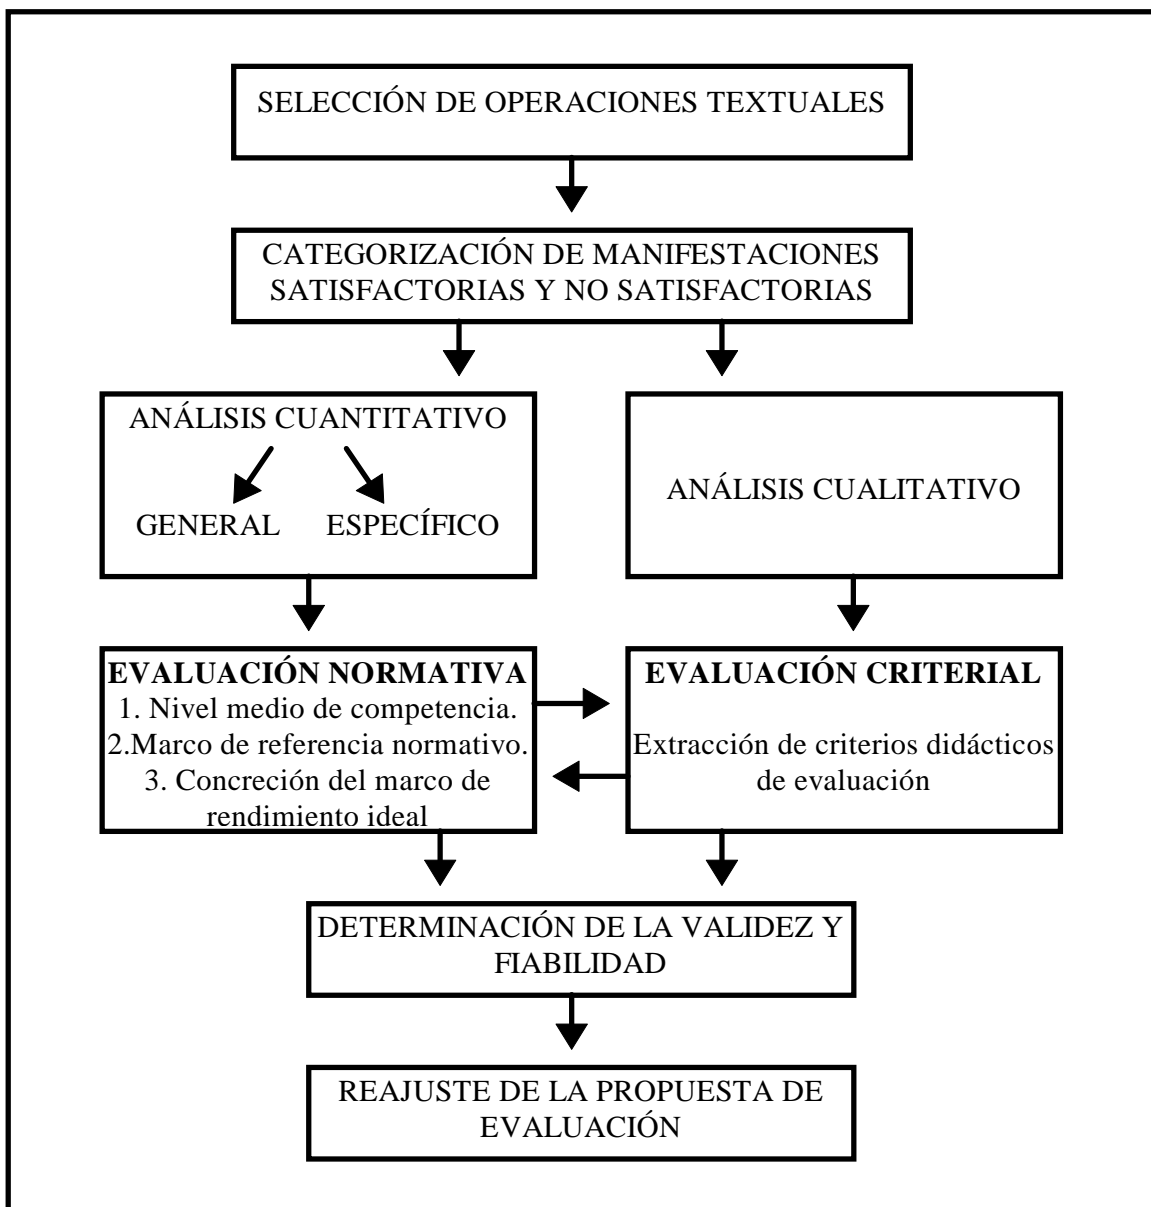 SELECCIÓN DE OPERACIONES TEXTUALES
CATEGORIZACIÓN DE MANIFESTACIONES
SATISFACTORIAS Y NO SATISFACTORIAS
ANÁLISIS CUANTITATIVO
GENERAL
ESPECÍFICO
ANÁLISIS CUALITATIVO
EVALUACIÓN NORMATIVA
1. Nivel medio de competencia.
2.Marco de referencia normativo.
3. Concreción del marco de
rendimiento ideal
EVALUACIÓN CRITERIAL
Extracción de criterios didácticos
de evaluación
DETERMINACIÓN DE LA VALIDEZ Y
FIABILIDAD
REAJUSTE DE LA PROPUESTA DE
EVALUACIÓN